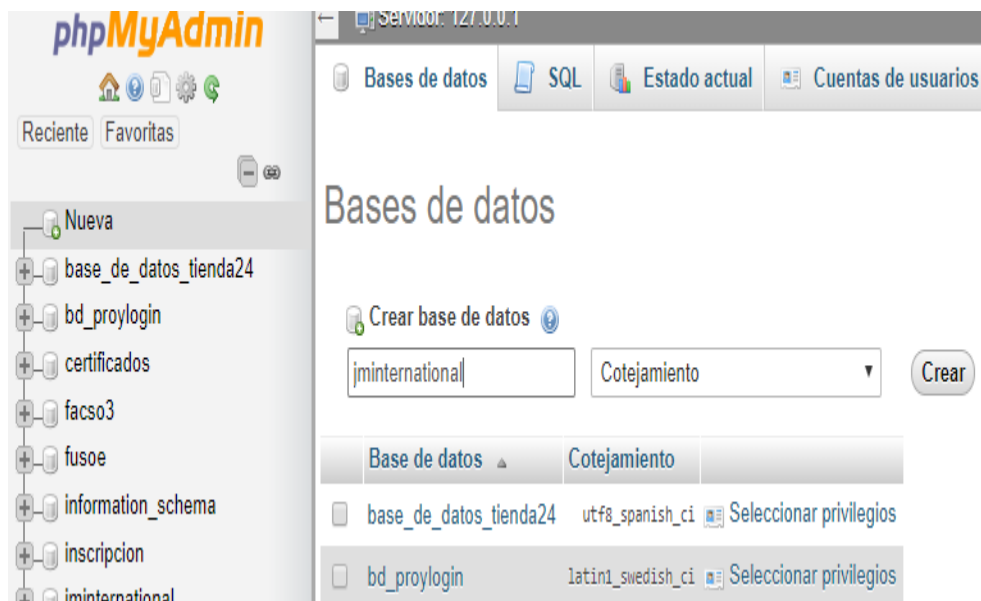 phpMyAdmin
Reciente Favoritas
Nueva
base_de_datos_tienda24
bd_proylogin
certificados
facso3
fusoe
information_schema
inscripcion
jminternational
Servidor: 127.0.0.1
Bases de datos SQL Estado actual Cuentas de usuarios
Bases de datos
Crear base de datos
jminternational Cotejamiento Crear
Base de datos Cotejamiento
base_de_datos_tienda24 utf8_spanish_ci Seleccionar privilegios
bd_proylogin latin1_swedish_ci Seleccionar privilegios